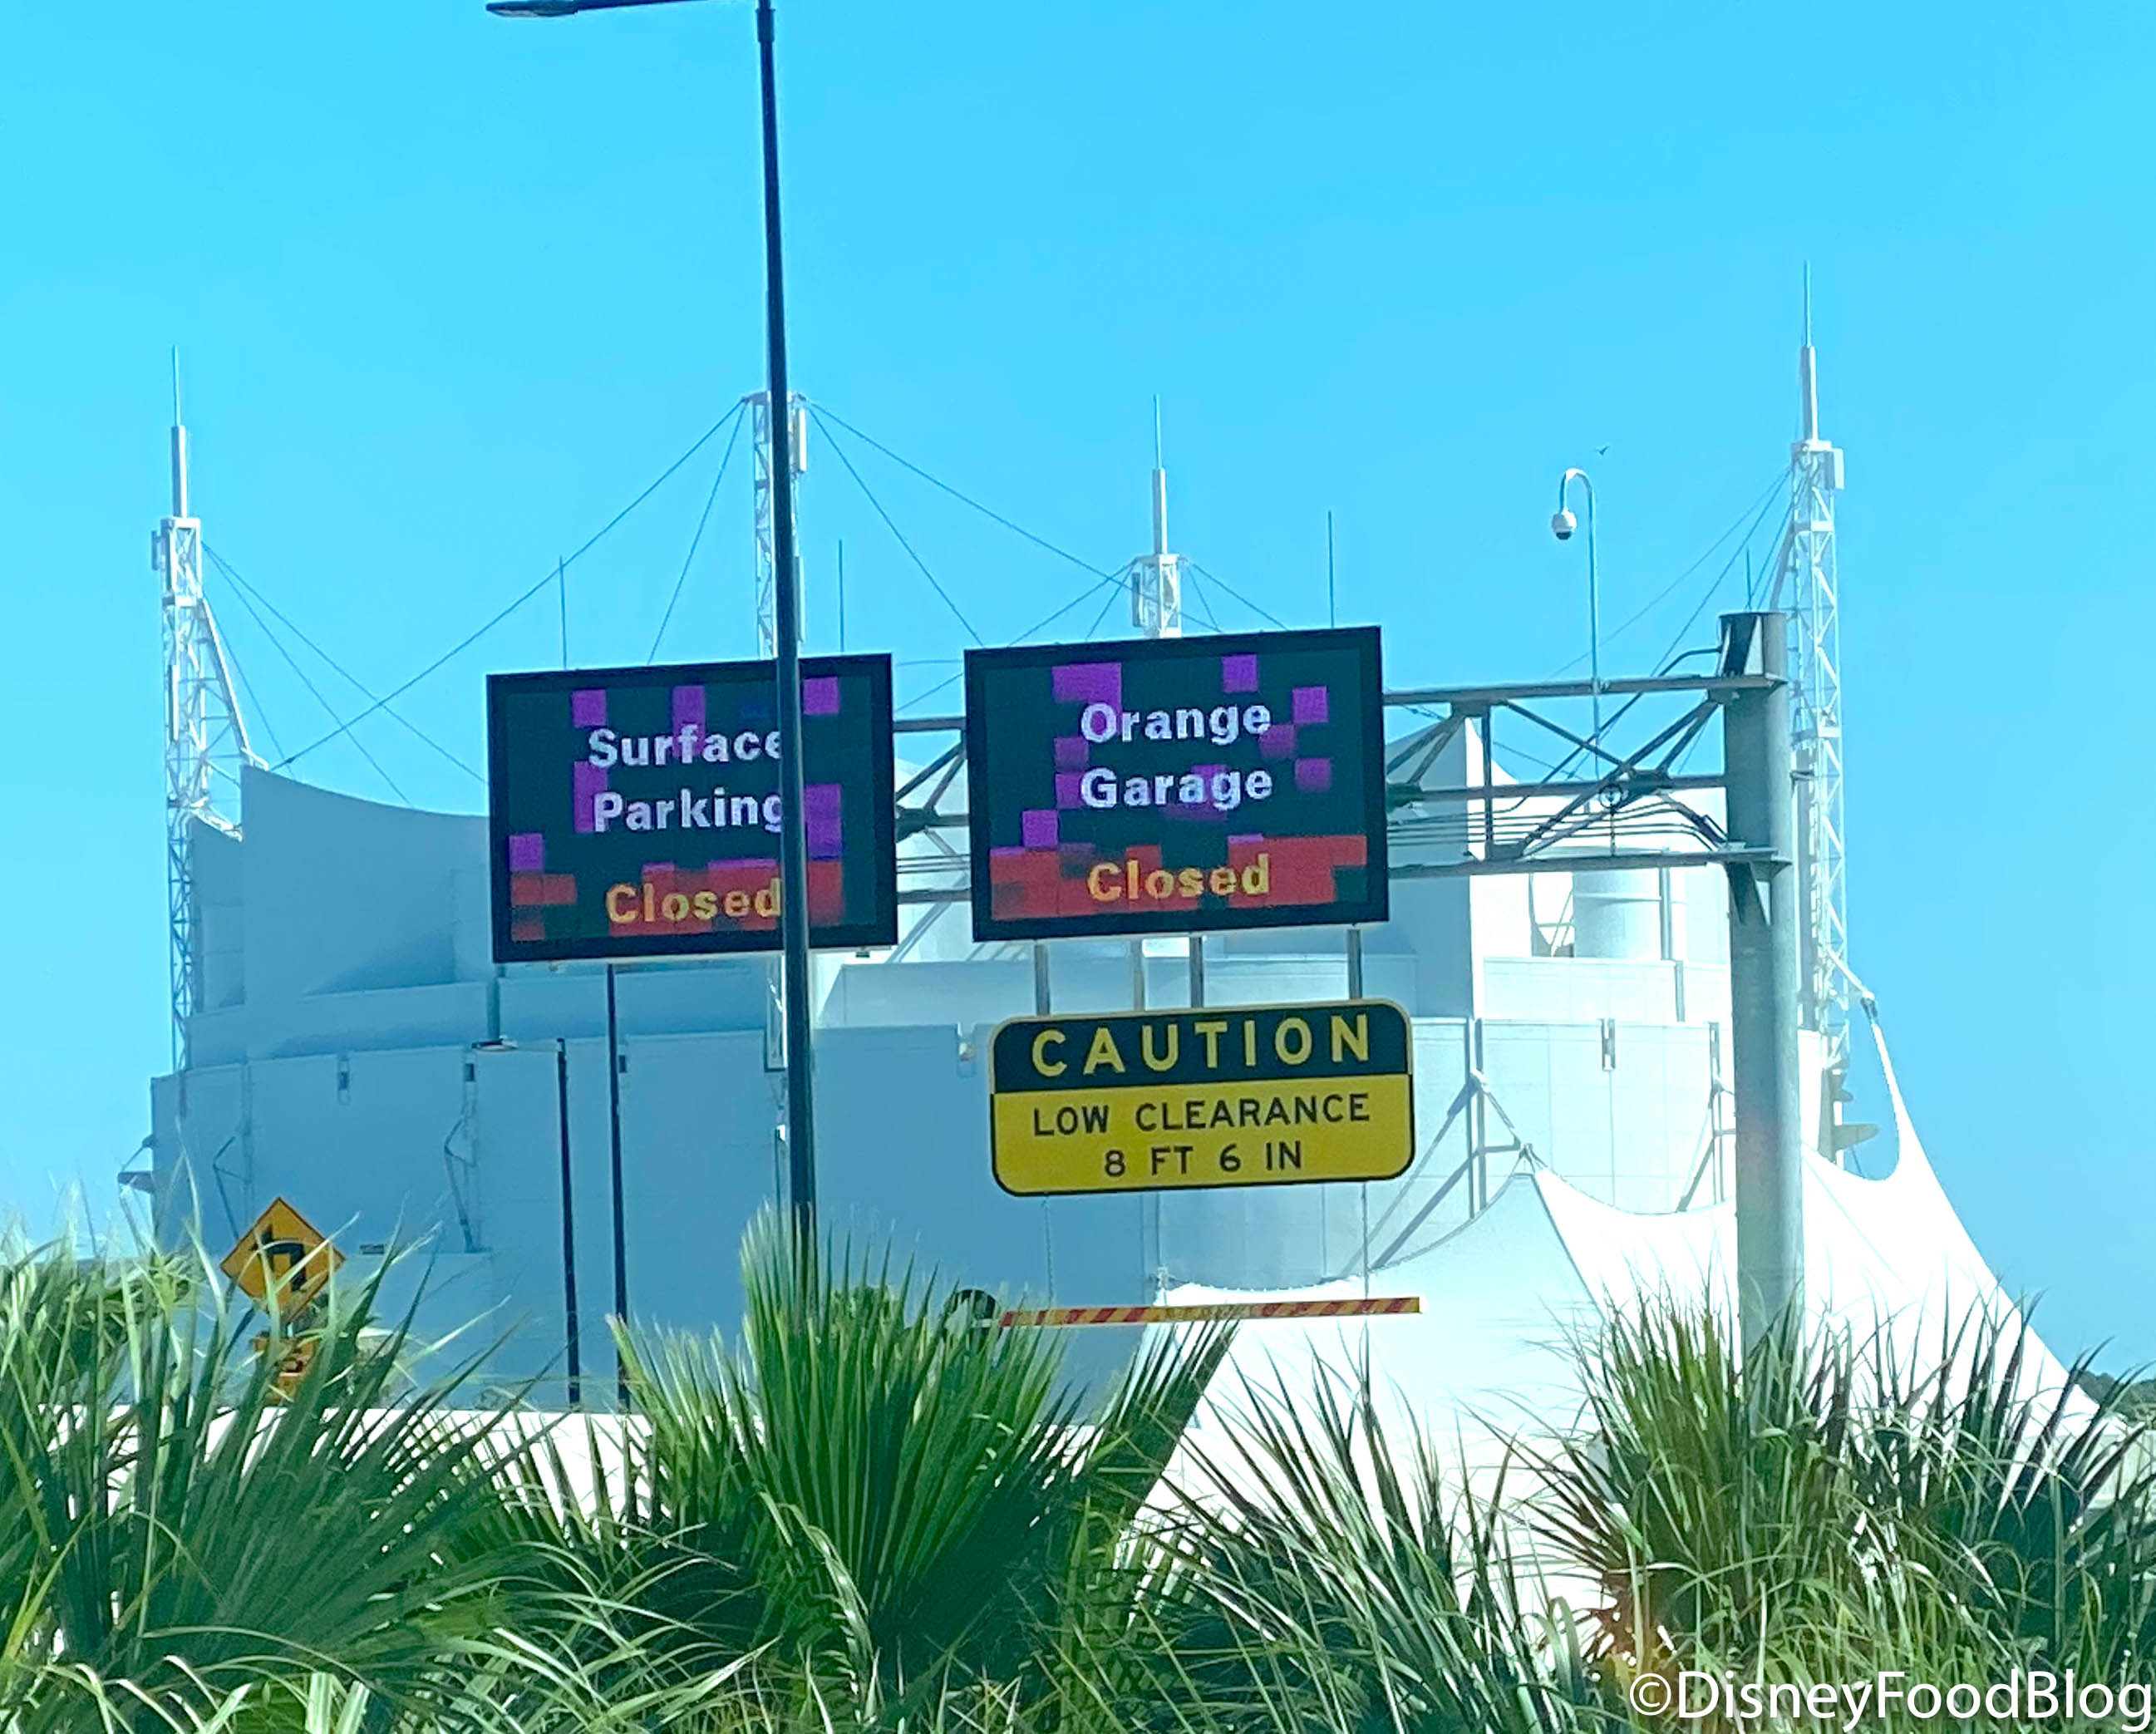 Surface
Parking
Closed
Orange
Garage
Closed
CAUTION
LOW CLEARANCE
8 FT 6 IN
©DisneyFoodBlog